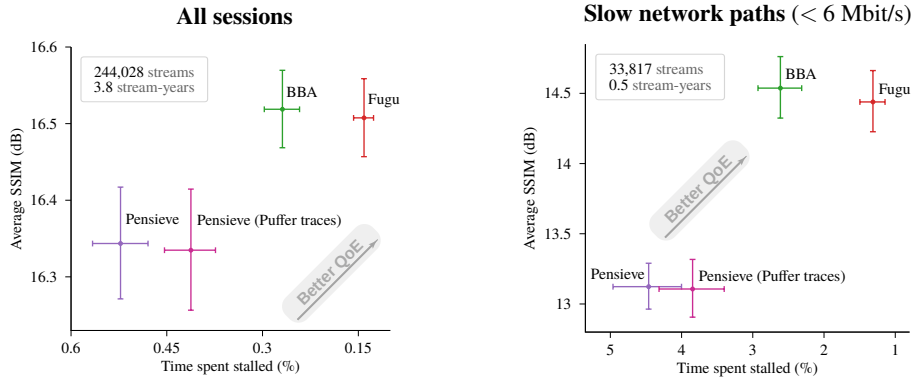 All sessions
16.6
16.5
16.4
16.3
Average SSIM (dB)
244,028 streams
3.8 stream-years
BBA
Fugu
Pensieve
Pensieve (Puffer traces)
Better QoE
0.6
0.45
0.3
0.15
Time spent stalled (%)
Slow network paths (< 6 Mbit/s)
14.5
14
13.5
13
Average SSIM (dB)
33,817 streams
0.5 stream-years
BBA
Fugu
Better QoE
Pensieve
Pensieve (Puffer traces)
5
4
3
2
1
Time spent stalled (%)